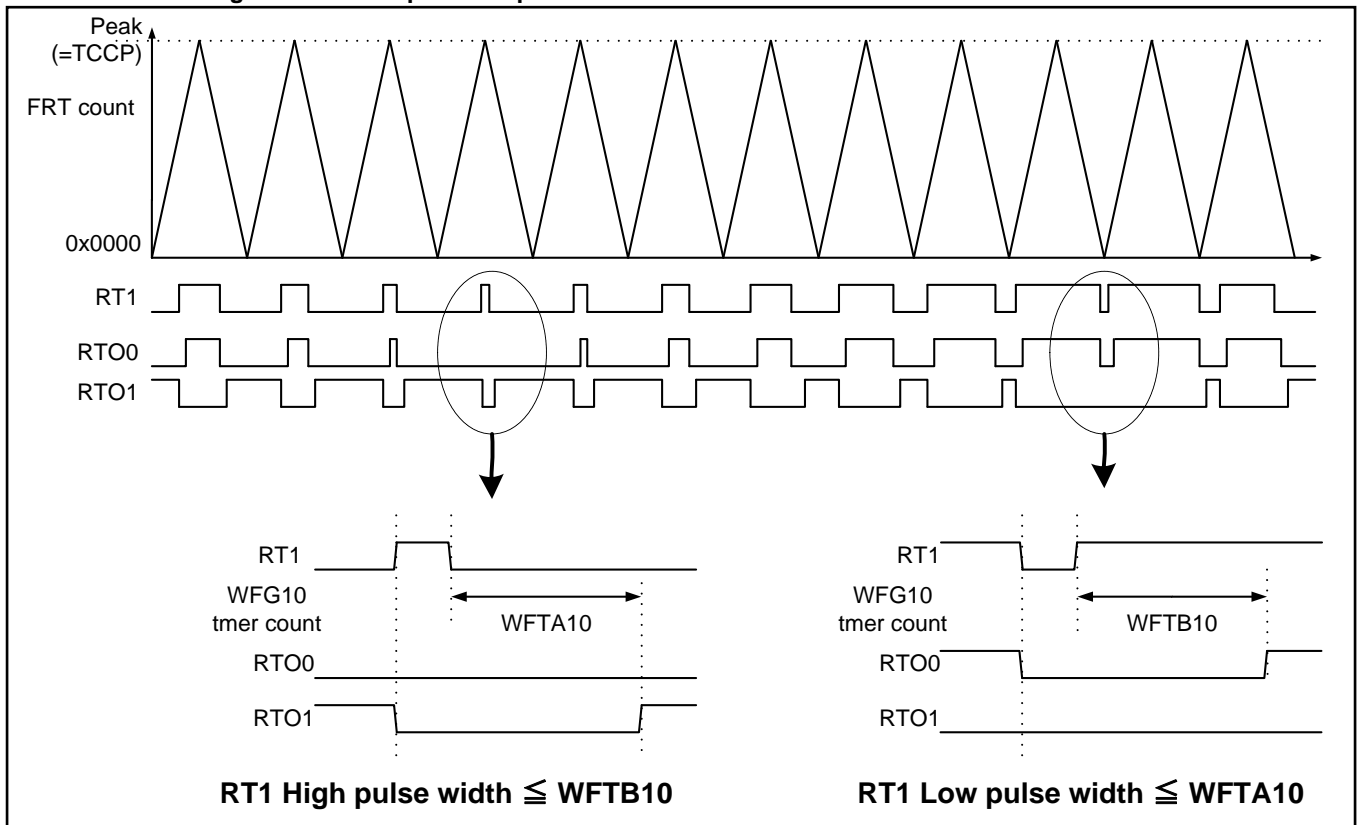 Peak
(=TCCP)
FRT count
0x0000
RT1
RTO0
RTO1
RT1
WFG10
tmer count
WFTA10
RTO0
RTO1
RT1 High pulse width ≦ WFTB10
RT1
WFG10
tmer count
WFTB10
RTO0
RTO1
RT1 Low pulse width ≦ WFTA10